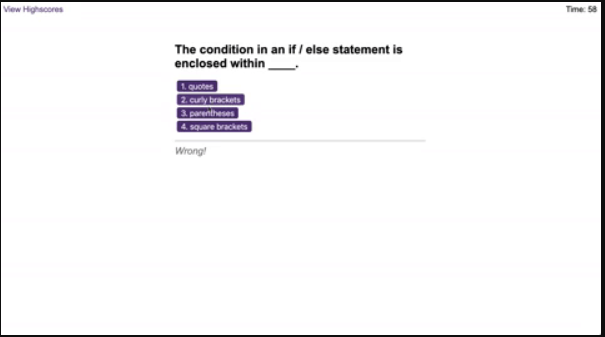 View Highscores
Time: 58
The condition in an if / else statement is
enclosed within ____.
1. quotes
2. curly brackets
3. parentheses
4. square brackets
Wrong!